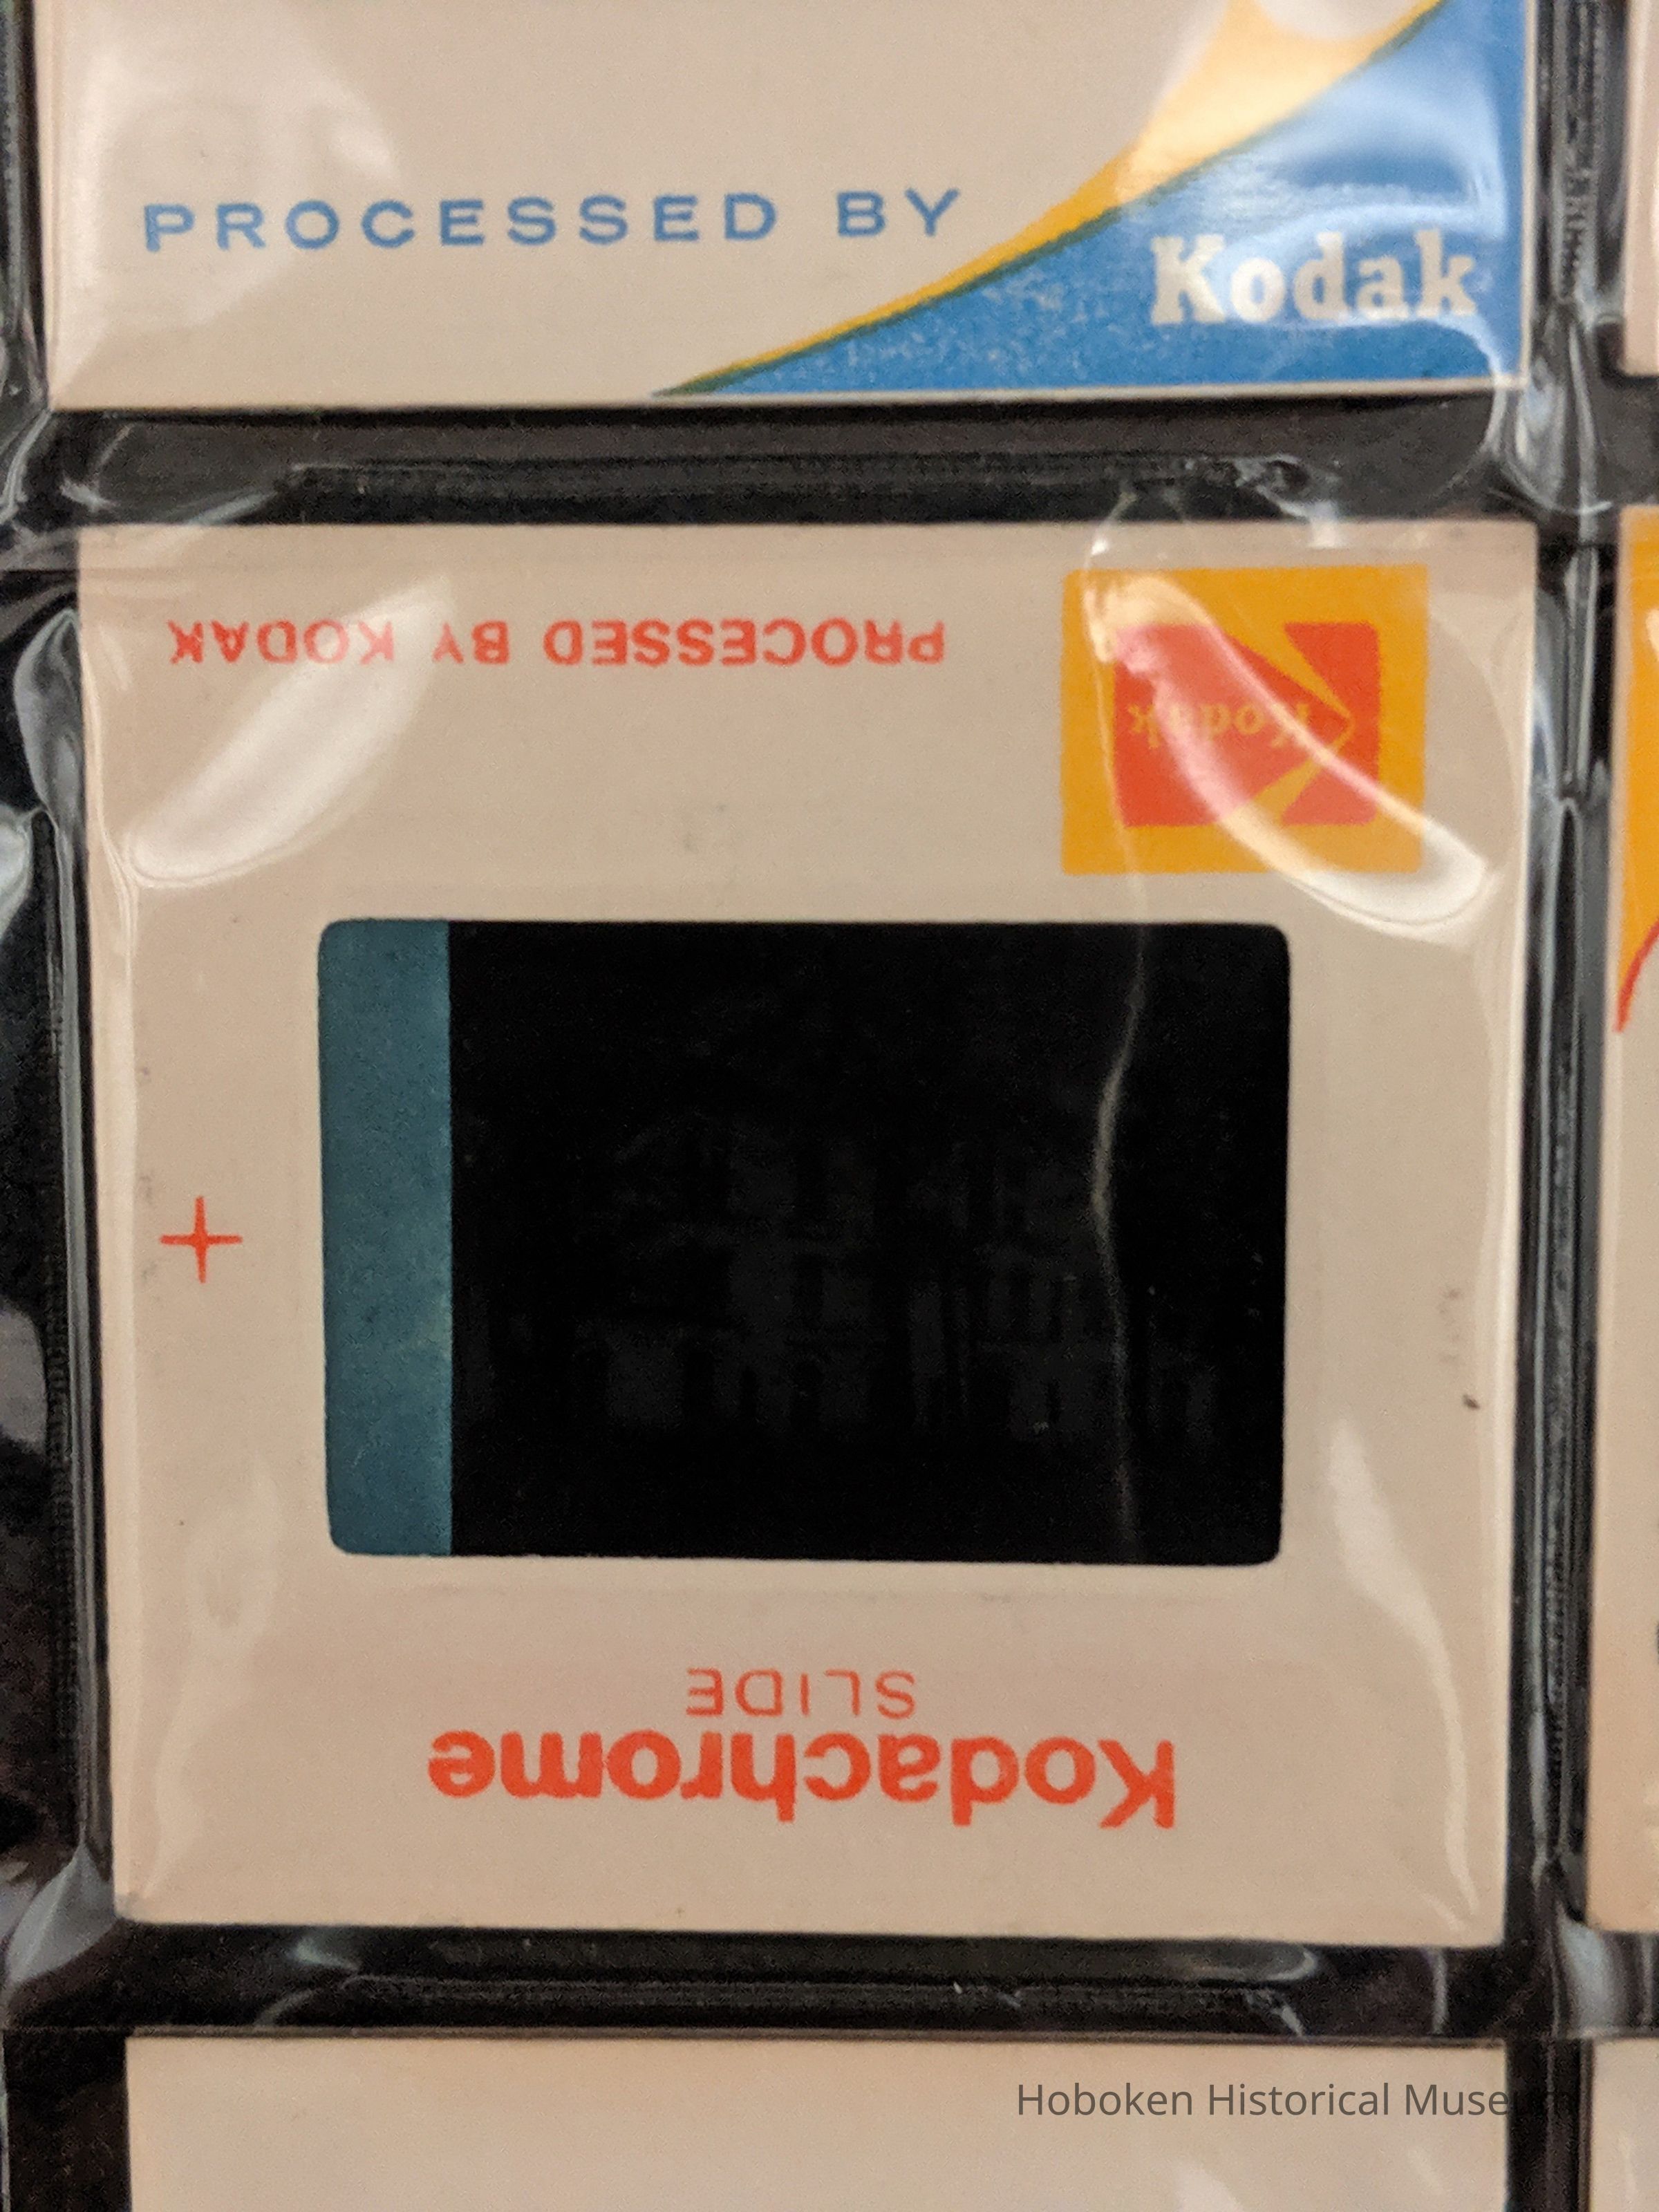 PROCESSED BY
Kodak
PROCESSED BY KODAK
Kodak
SLIDE
Kodachrome
Hoboken Historical Museum